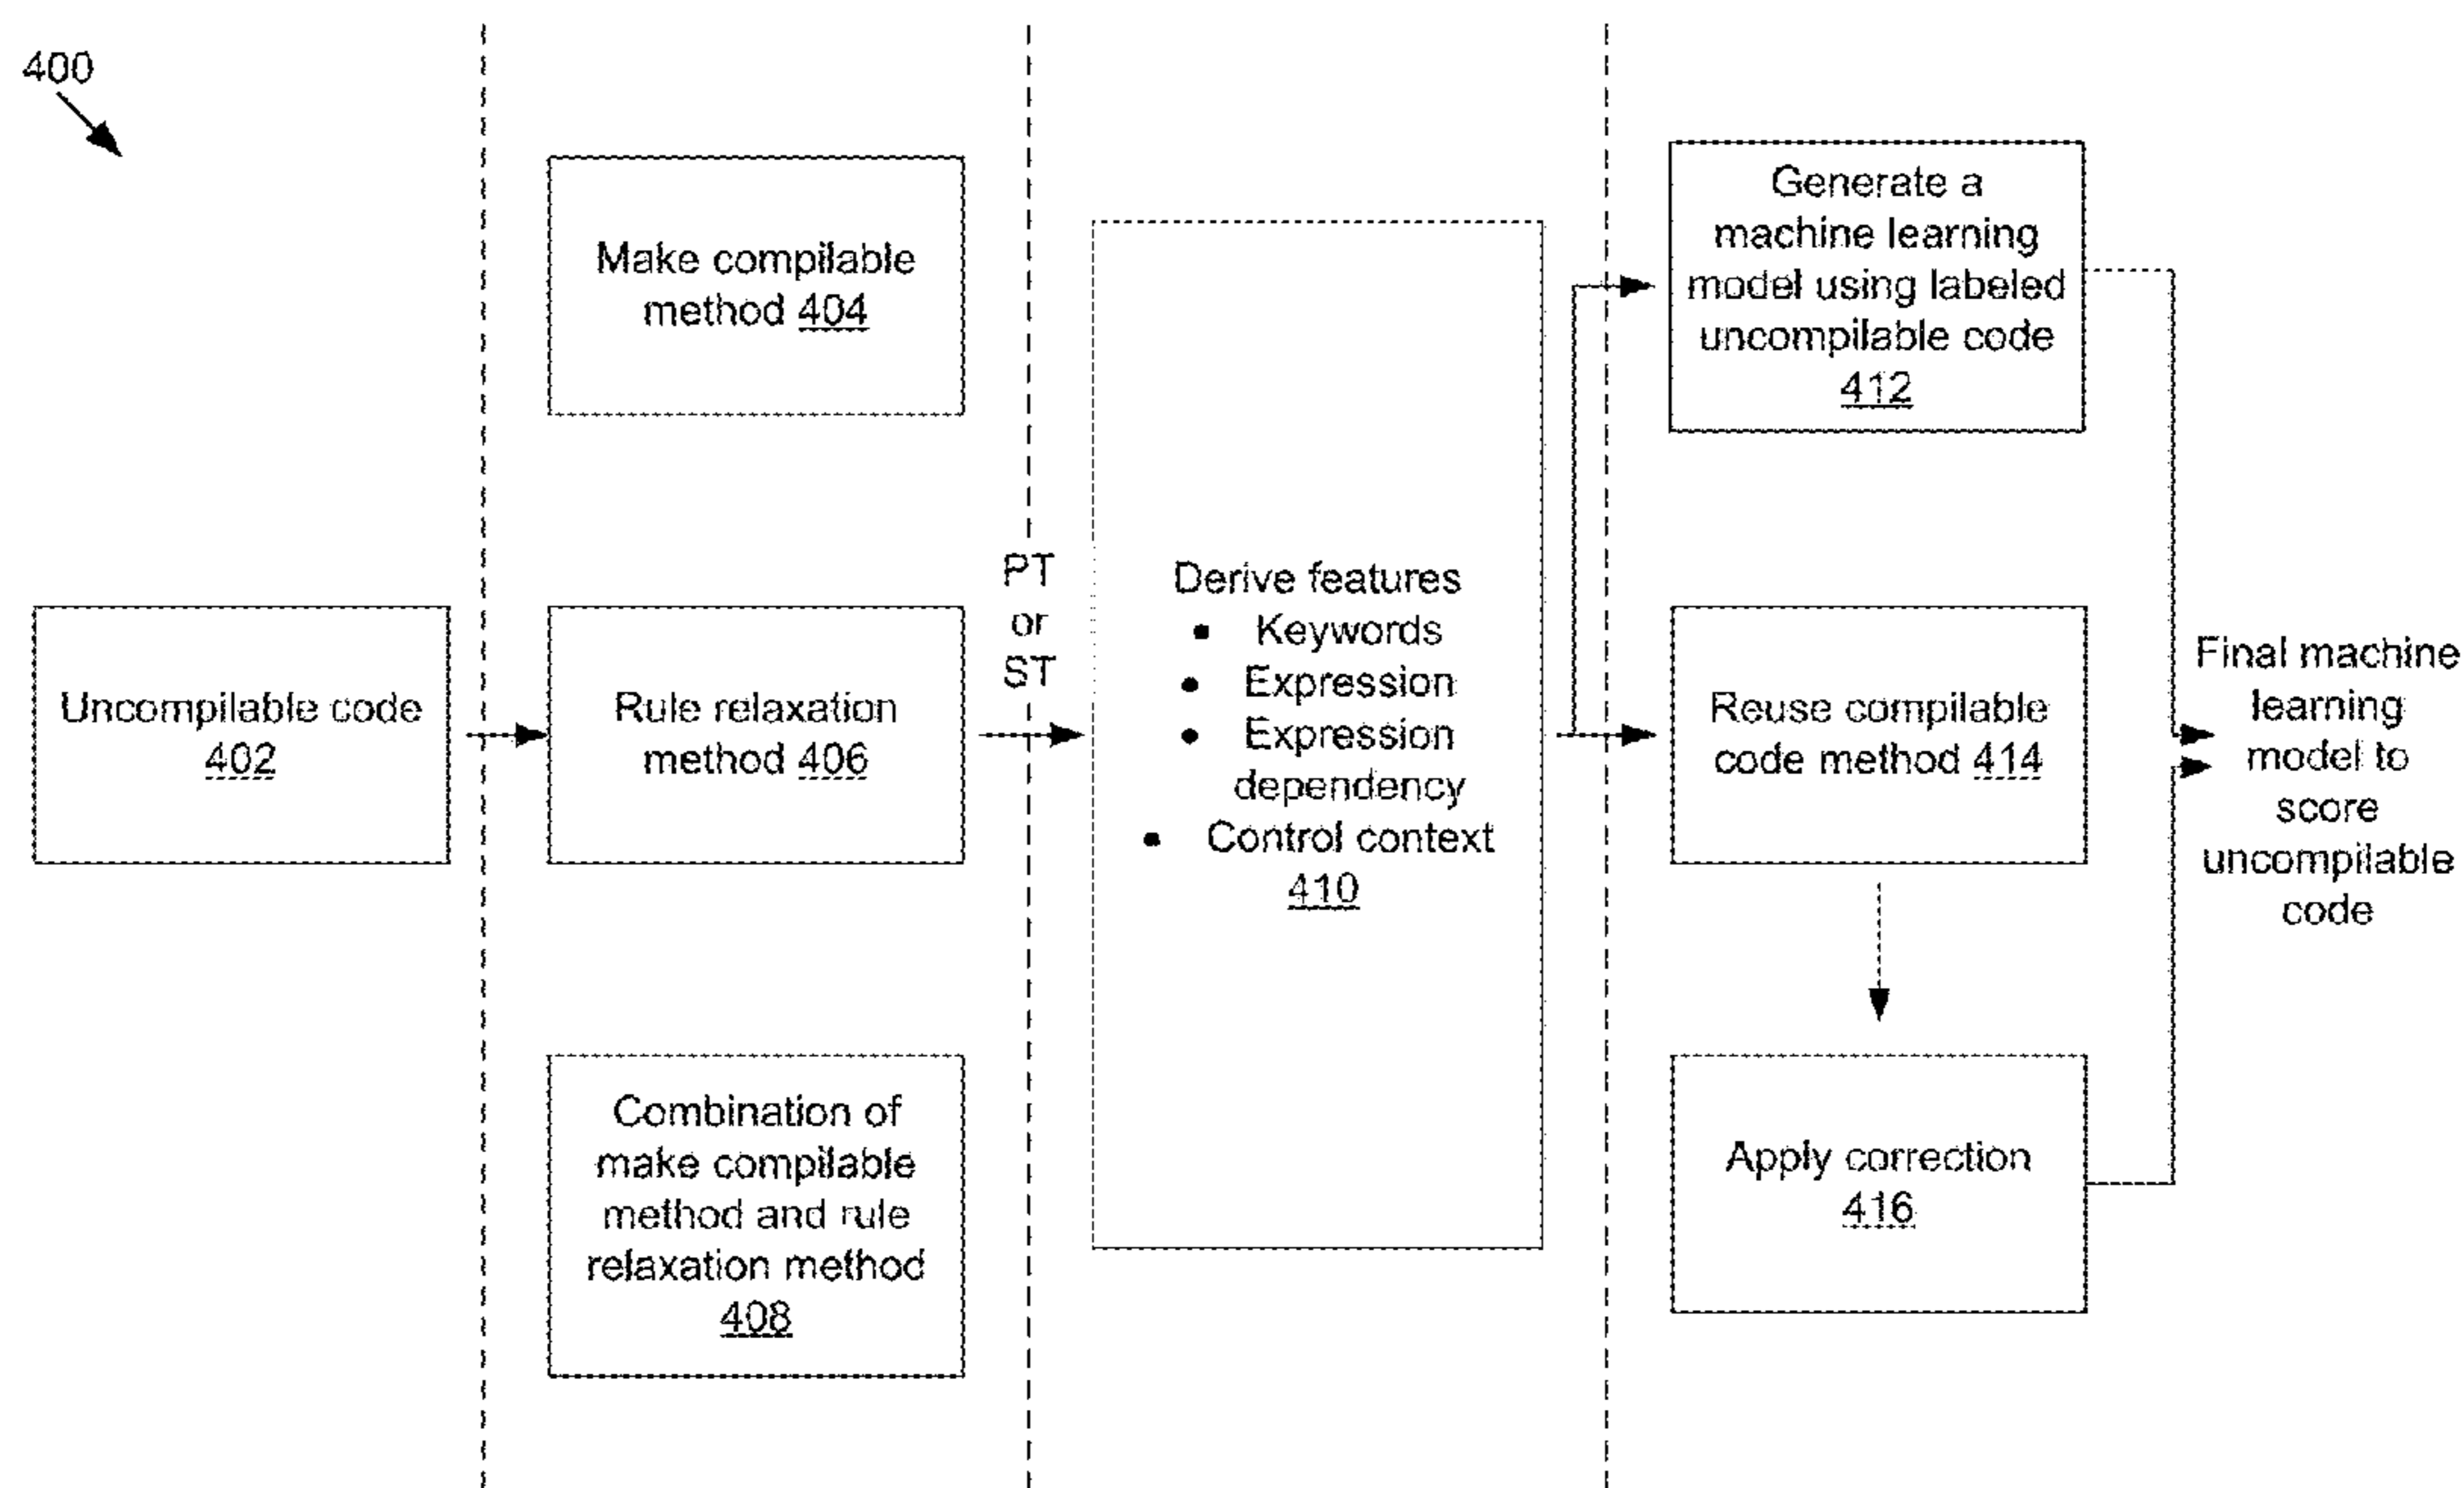 400
Make compilable
method 404
Generate a
machine learning
model using labeled
uncompilable code
412
Uncompilable code
402
Rule relaxation
method 406
PT
or
ST
Derive features
• Keywords
• Expression
• Expression
dependency
• Control context
410
Reuse compilable
code method 414
Final machine
learning
model to
score
uncompilable
code
Combination of
make compilable
method and rule
relaxation method
408
Apply correction
416